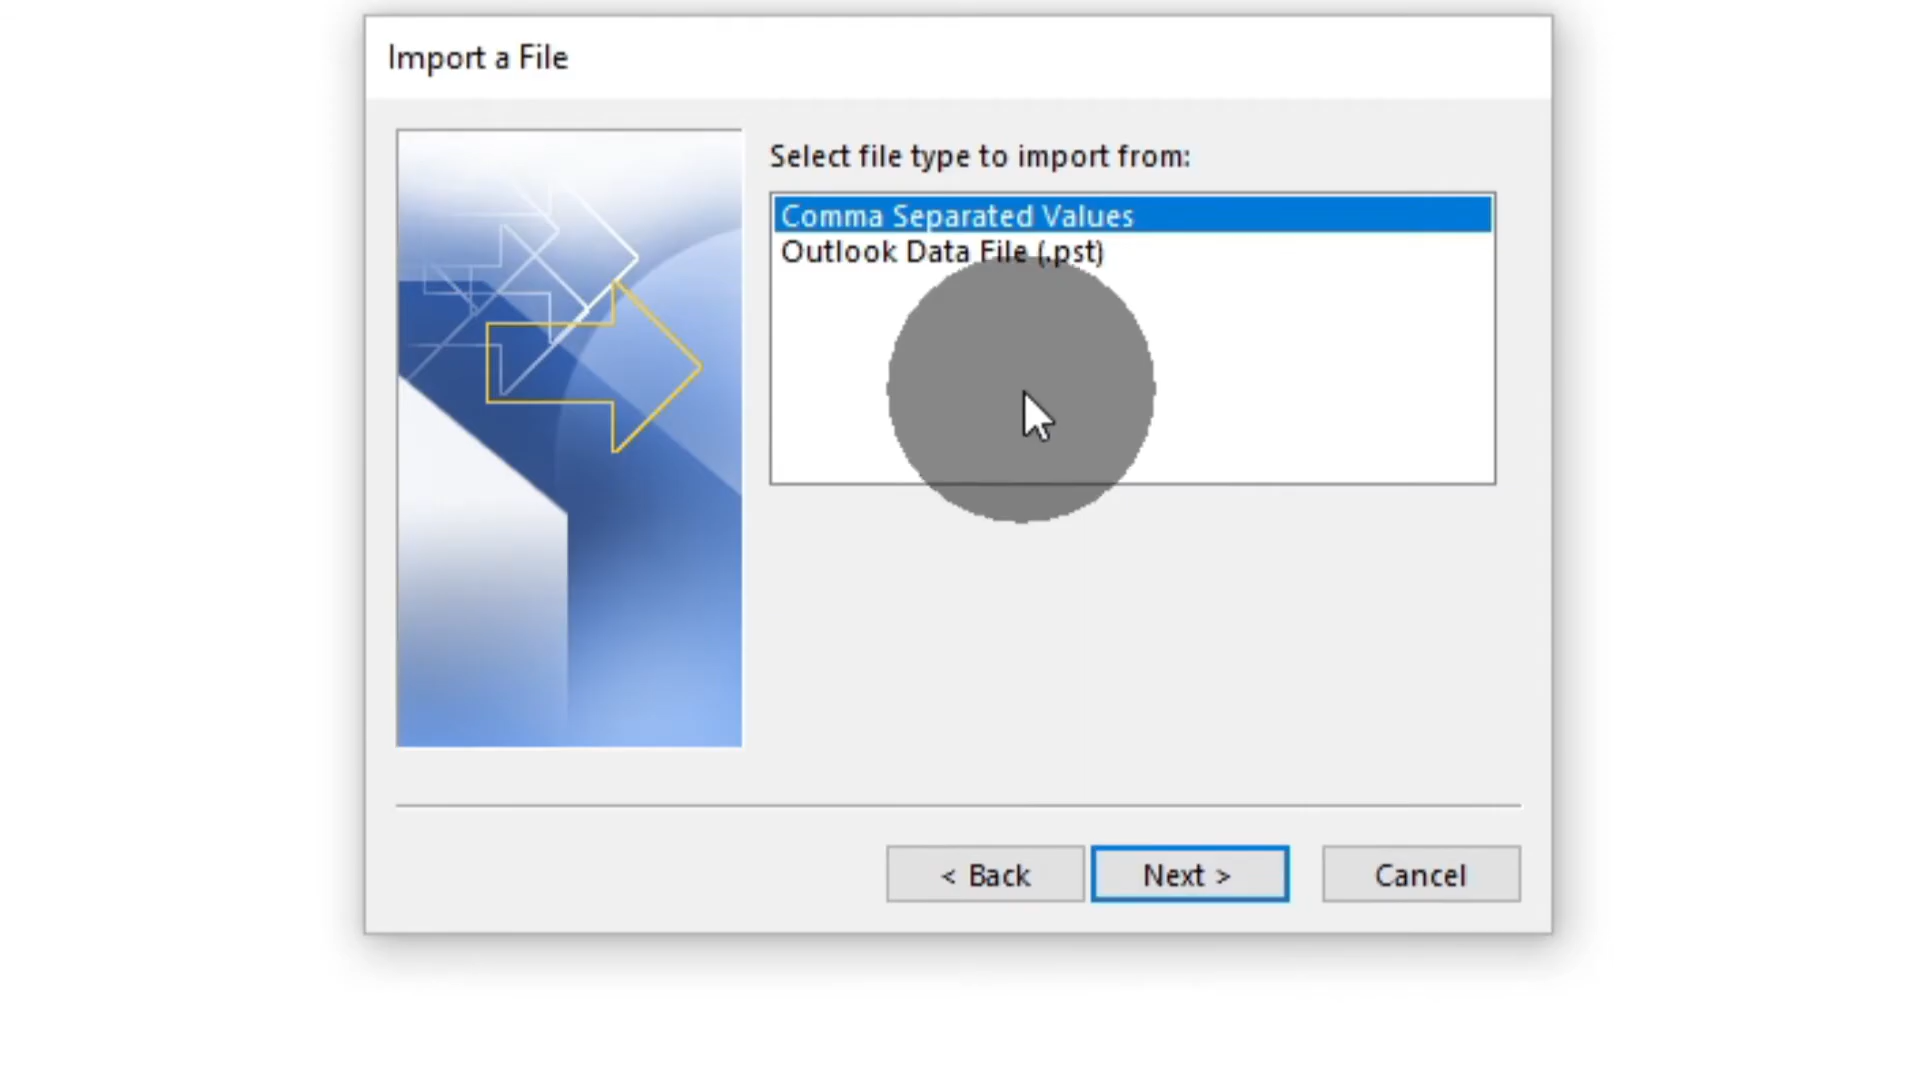 Import a File
Select file type to import from:
Comma Separated Values
Outlook Data File (.pst)
< Back
Next >
Cancel